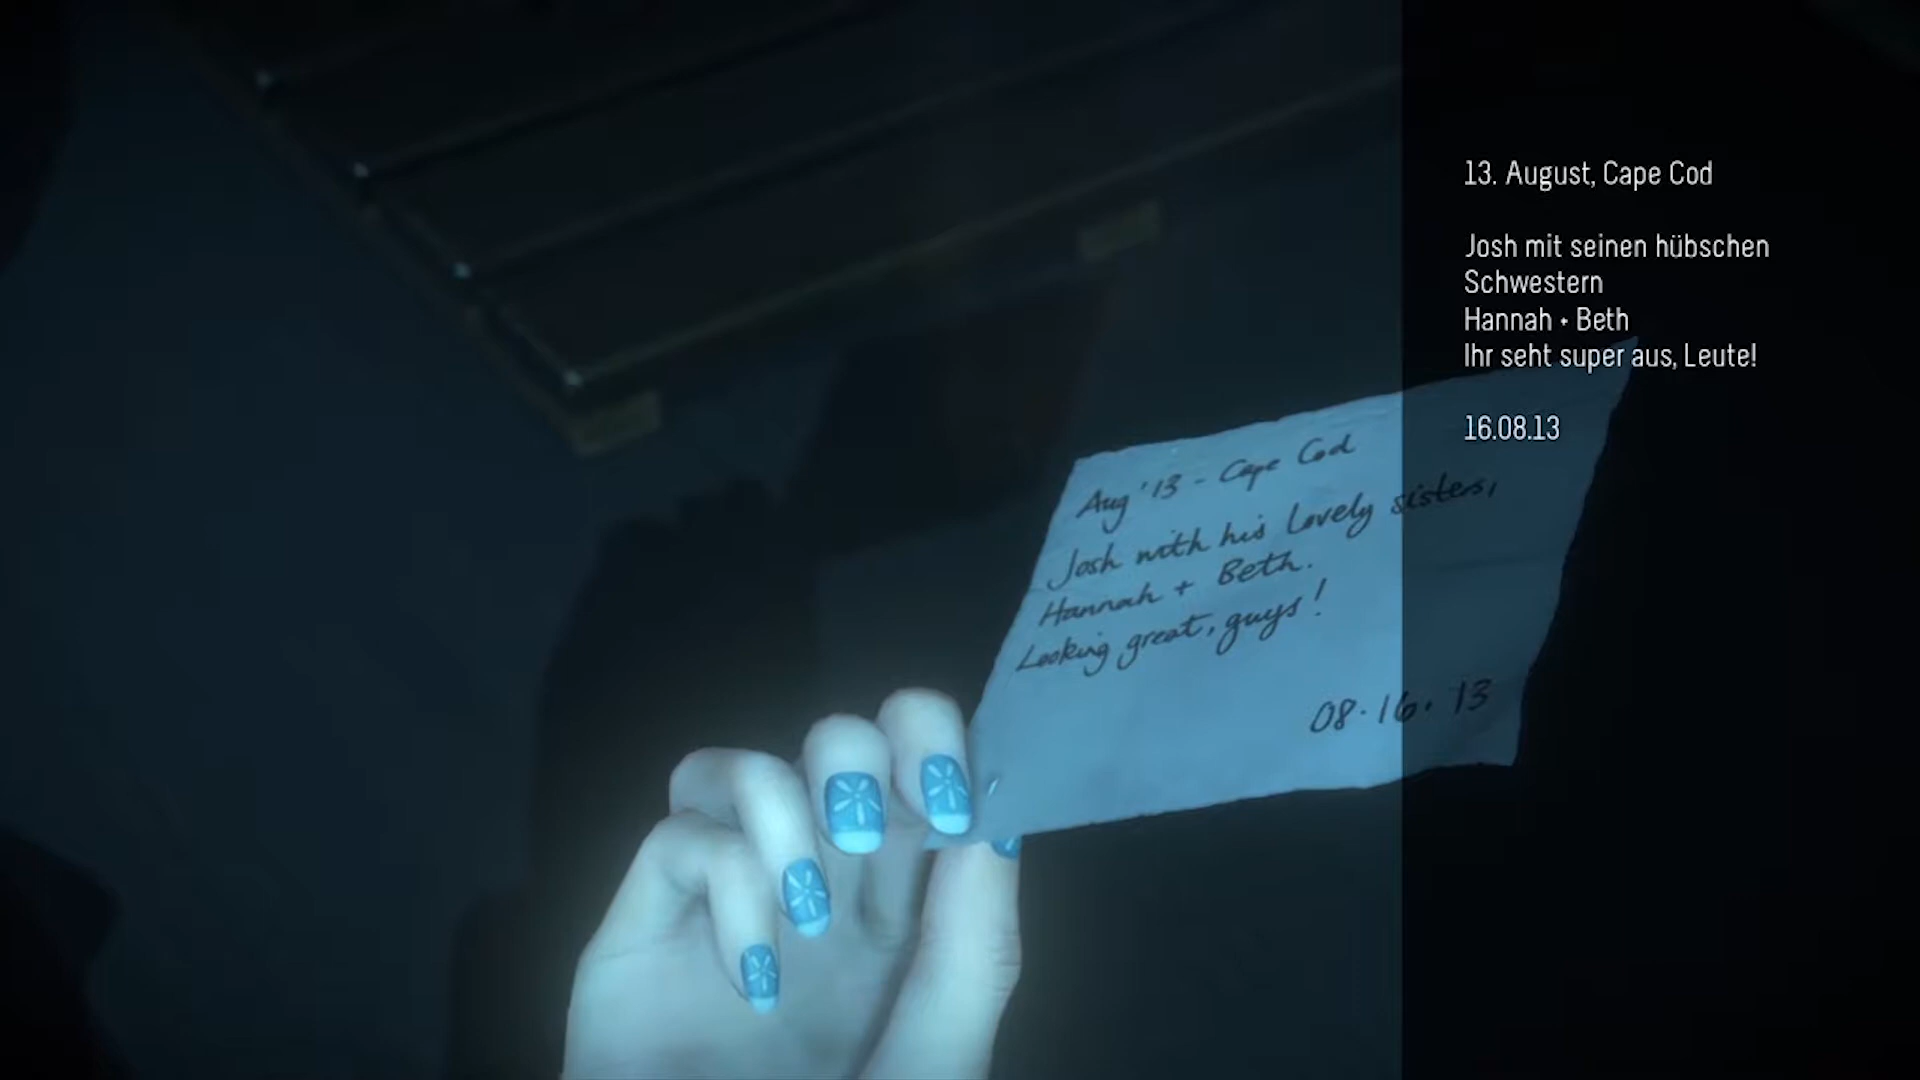 13. August, Cape Cod
Josh mit seinen hübschen
Schwestern
Hannah + Beth
Ihr seht super aus, Leute!
16.08.13
Aug '13 - Cape Cod
Josh with his lovely sisters,
Hannah + Beth.
Looking great, guys!
08.16.13